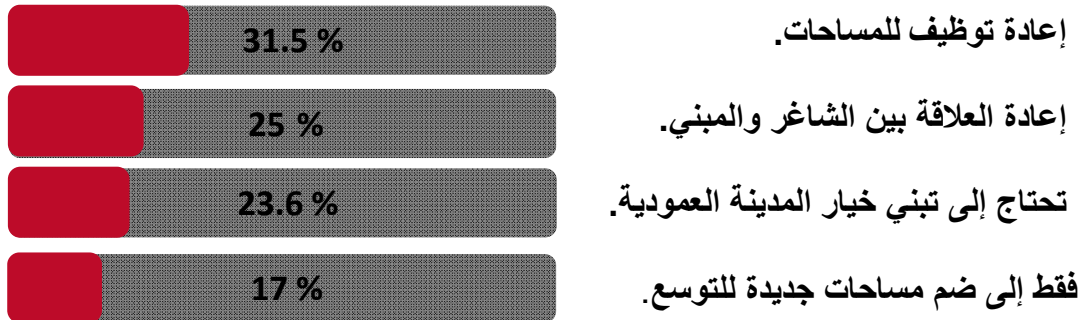 إعادة توظيف للمساحات.
31.5 %
إعادة العلاقة بين الشاغر والمبني.
25 %
تحتاج إلى تبني خيار المدينة العمودية.
23.6 %
فقط إلى ضم مساحات جديدة للتوسع.
17 %